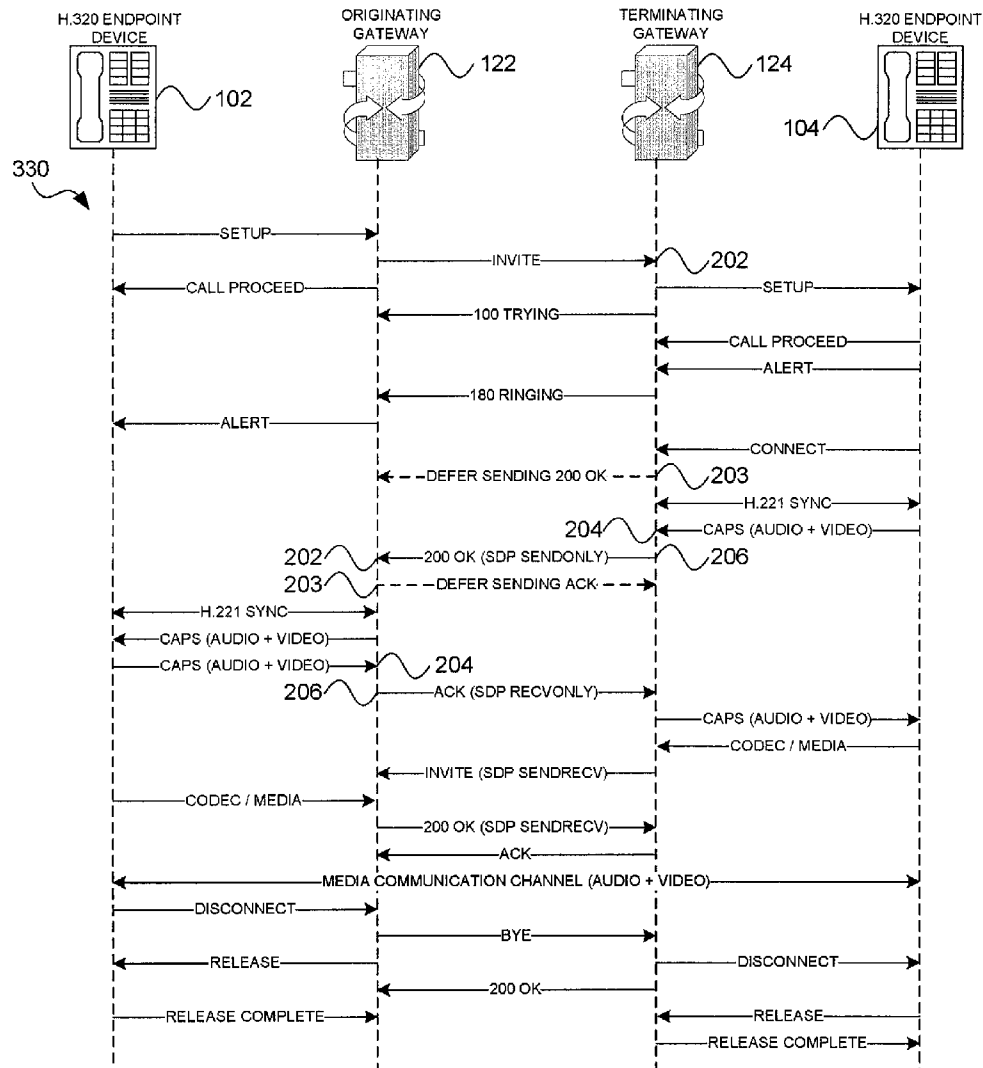 H.320 ENDPOINT
DEVICE
ORIGINATING
GATEWAY
TERMINATING
GATEWAY
H.320 ENDPOINT
DEVICE
102
122
124
104
330
SETUP
INVITE
202
CALL PROCEED
SETUP
100 TRYING
CALL PROCEED
ALERT
180 RINGING
ALERT
CONNECT
DEFER SENDING 200 OK
203
H.221 SYNC
204
CAPS (AUDIO + VIDEO)
202
200 OK (SDP SENDONLY)
206
203
DEFER SENDING ACK
H.221 SYNC
CAPS (AUDIO + VIDEO)
CAPS (AUDIO + VIDEO)
204
206
ACK (SDP RECVONLY)
CAPS (AUDIO + VIDEO)
CODEC / MEDIA
INVITE (SDP SENDRECV)
CODEC / MEDIA
200 OK (SDP SENDRECV)
ACK
MEDIA COMMUNICATION CHANNEL (AUDIO + VIDEO)
DISCONNECT
BYE
RELEASE
DISCONNECT
200 OK
RELEASE COMPLETE
RELEASE
RELEASE COMPLETE